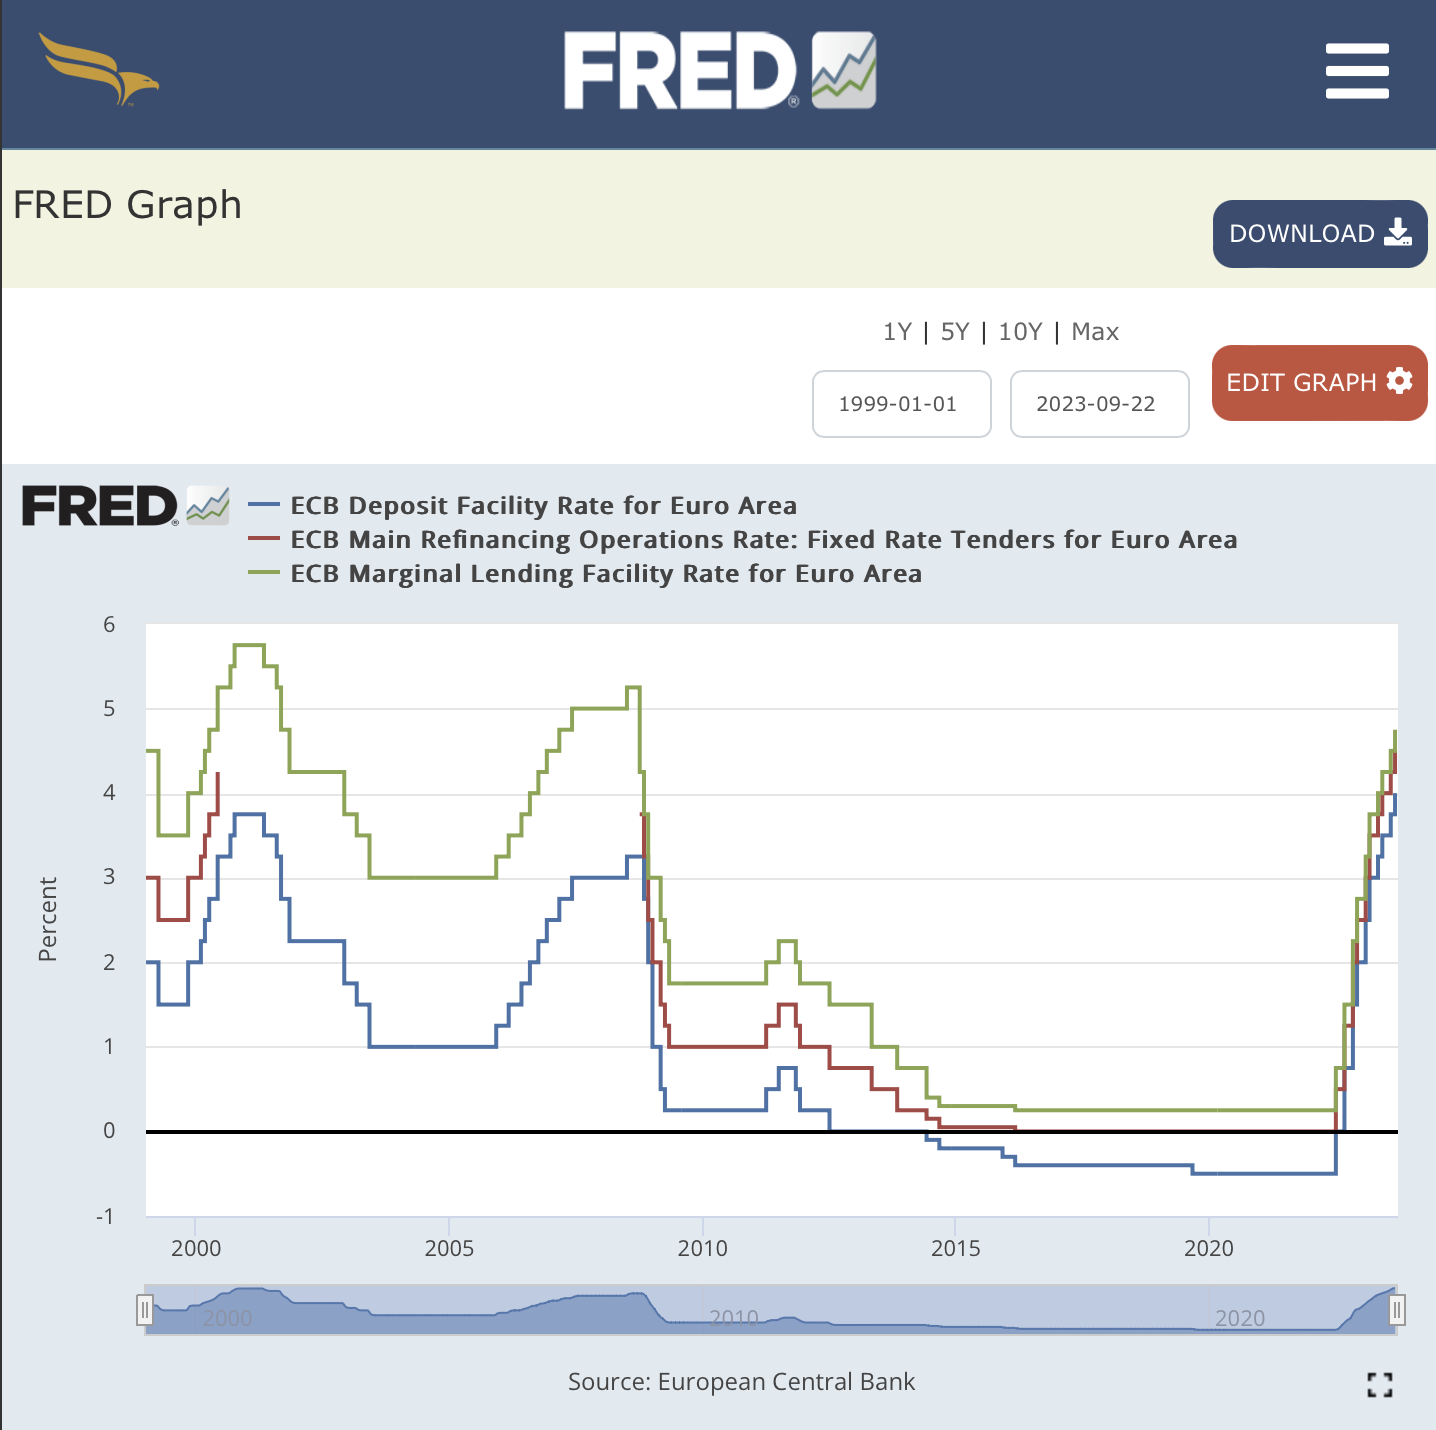 FRED®
FRED Graph
DOWNLOAD
1Y | 5Y | 10Y | Max
1999-01-01
2023-09-22
EDIT GRAPH
FRED®
ECB Deposit Facility Rate for Euro Area
ECB Main Refinancing Operations Rate: Fixed Rate Tenders for Euro Area
ECB Marginal Lending Facility Rate for Euro Area
Percent
6
5
4
3
2
1
0
-1
2000 2005 2010 2015 2020
2000 2010 2020
Source: European Central Bank